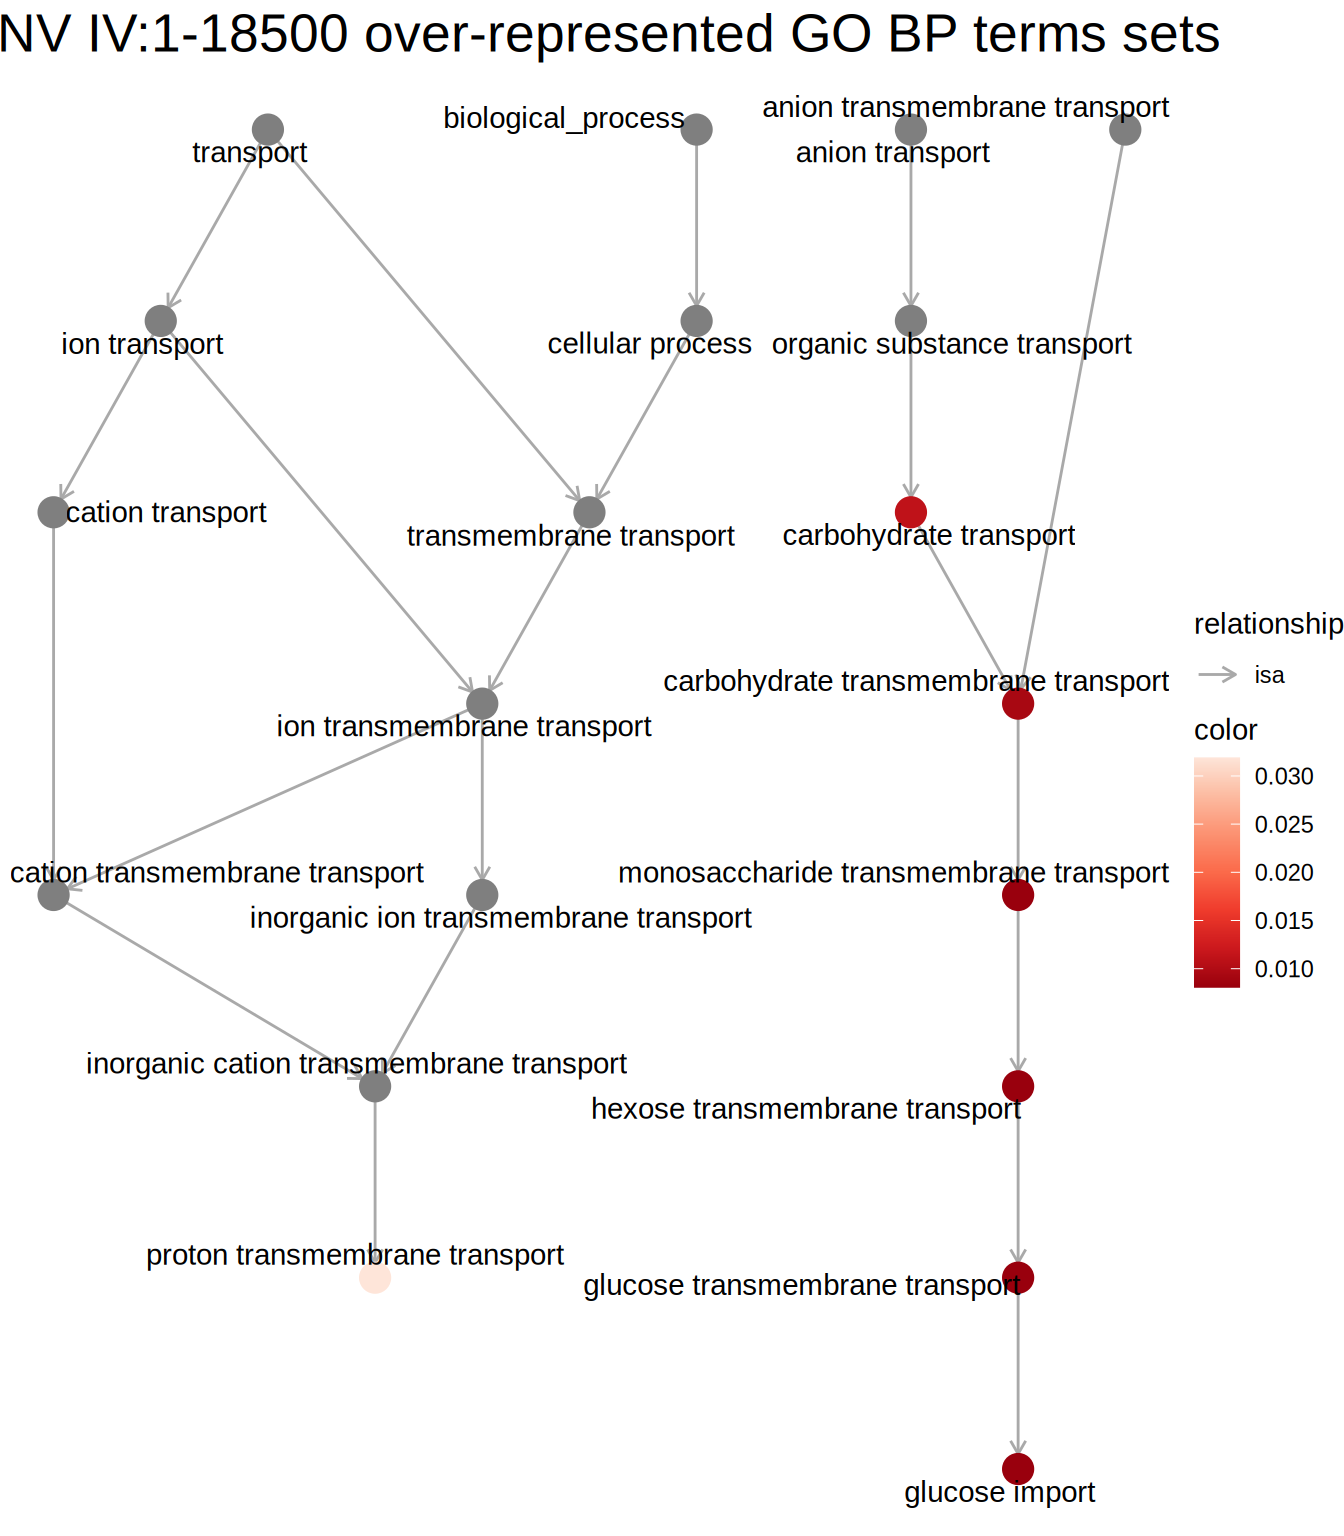 NV IV:1-18500 over-represented GO BP terms sets
anion transmembrane transport
biological_process
transport
anion transport
ion transport
cellular process
organic substance transport
cation transport
transmembrane transport
carbohydrate transport
relationship
isa
carbohydrate transmembrane transport
ion transmembrane transport
color
0.030
0.025
0.020
0.015
0.010
cation transmembrane transport
monosaccharide transmembrane transport
inorganic ion transmembrane transport
inorganic cation transmembrane transport
hexose transmembrane transport
proton transmembrane transport
glucose transmembrane transport
glucose import